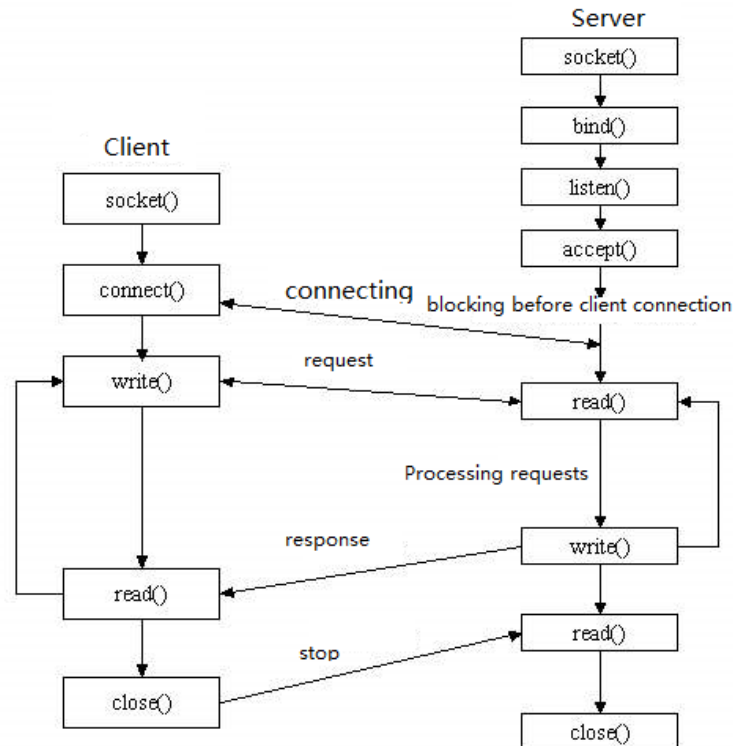 Server
socket()
bind()
Client
listen()
socket()
accept()
connect()
connecting
blocking before client connection
request
write()
read()
Processing requests
response
write()
read()
read()
stop
close()
close()